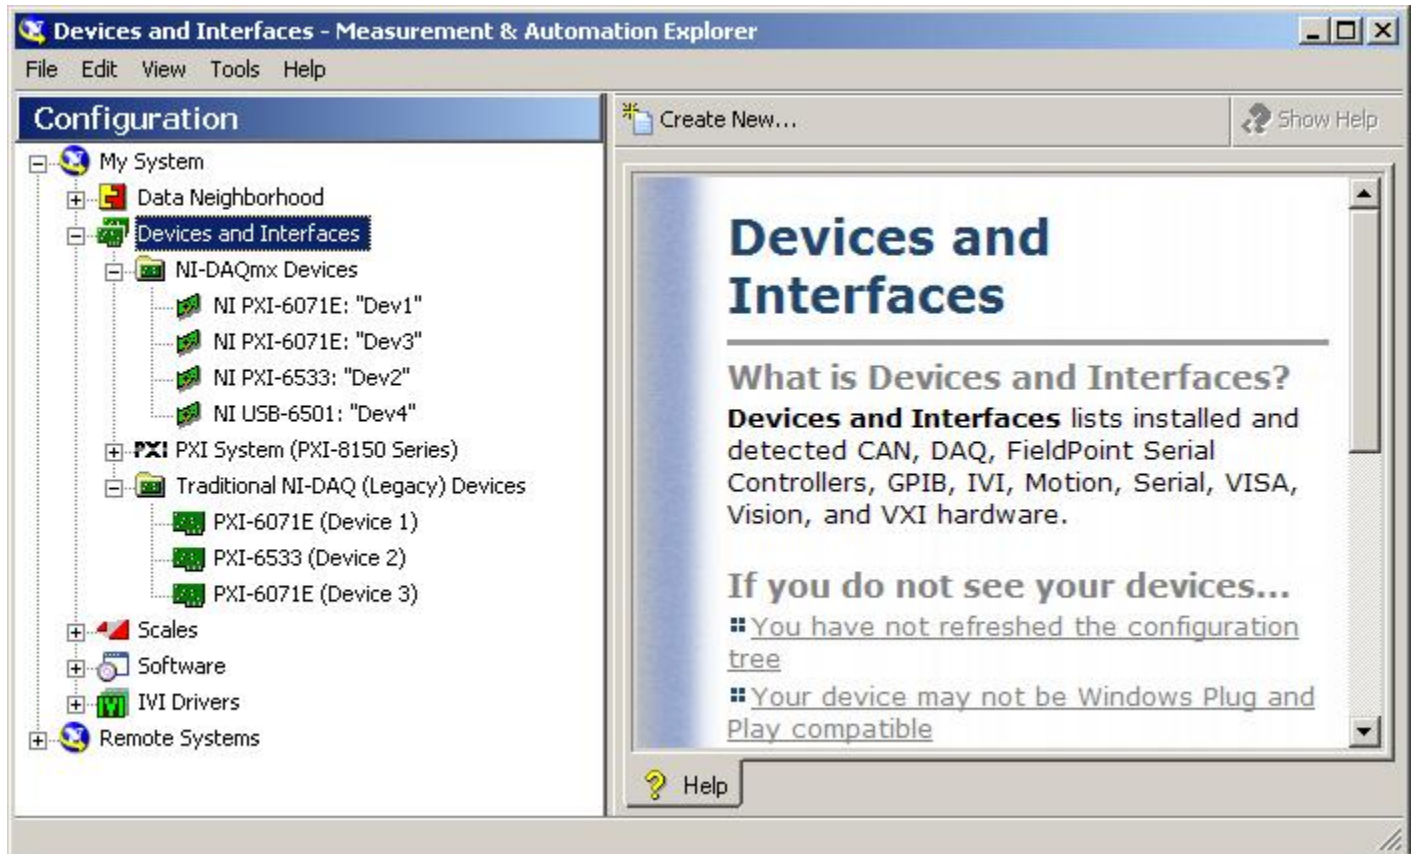 Devices and Interfaces - Measurement & Automation Explorer
File Edit View Tools Help
Configuration
My System
Data Neighborhood
Devices and Interfaces
NI-DAQmx Devices
NI PXI-6071E: "Dev1"
NI PXI-6071E: "Dev3"
NI PXI-6533: "Dev2"
NI USB-6501: "Dev4"
PXI PXI System (PXI-8150 Series)
Traditional NI-DAQ (Legacy) Devices
PXI-6071E (Device 1)
PXI-6533 (Device 2)
PXI-6071E (Device 3)
Scales
Software
IVI Drivers
Remote Systems
Create New...
Show Help
Devices and
Interfaces
What is Devices and Interfaces?
Devices and Interfaces lists installed and
detected CAN, DAQ, FieldPoint Serial
Controllers, GPIB, IVI, Motion, Serial, VISA,
Vision, and VXI hardware.
If you do not see your devices...
You have not refreshed the configuration
tree
Your device may not be Windows Plug and
Play compatible
Help